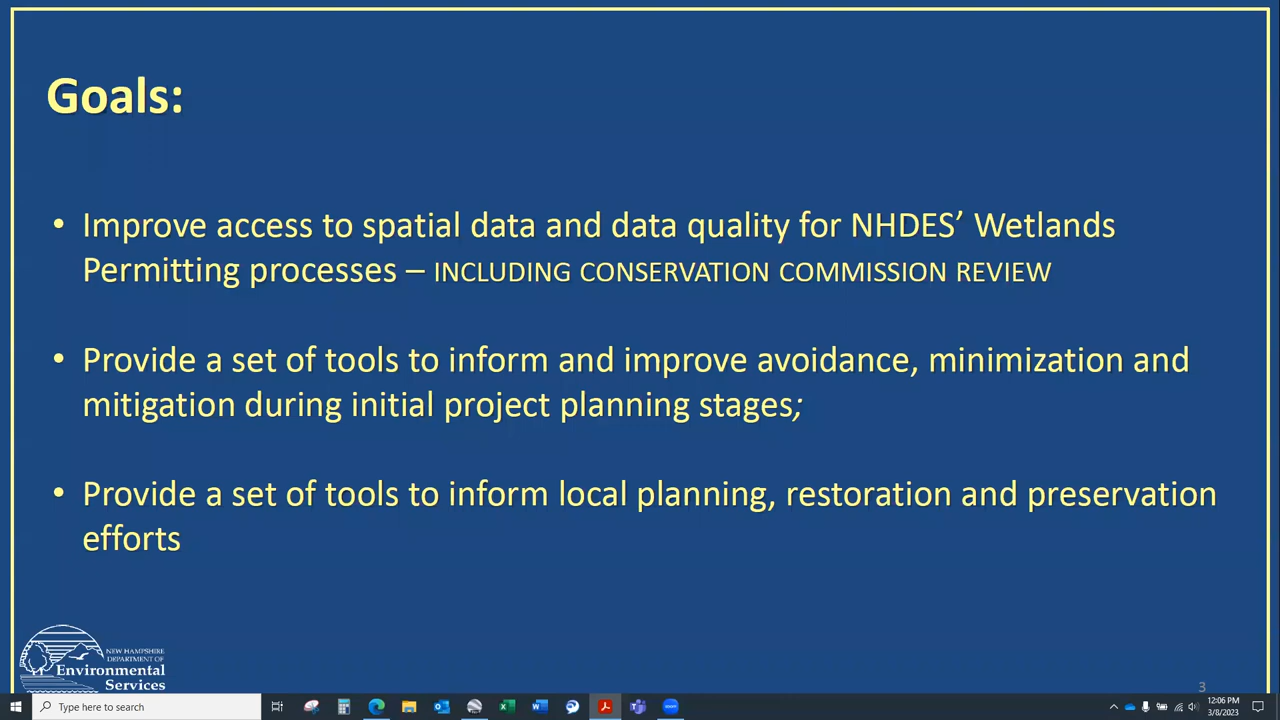 Goals:
• Improve access to spatial data and data quality for NHDES’ Wetlands
Permitting processes – INCLUDING CONSERVATION COMMISSION REVIEW
• Provide a set of tools to inform and improve avoidance, minimization and
mitigation during initial project planning stages;
• Provide a set of tools to inform local planning, restoration and preservation
efforts
NEW HAMPSHIRE
DEPARTMENT OF
Environmental
Services
3
Type here to search
12:06 PM
3/8/2023